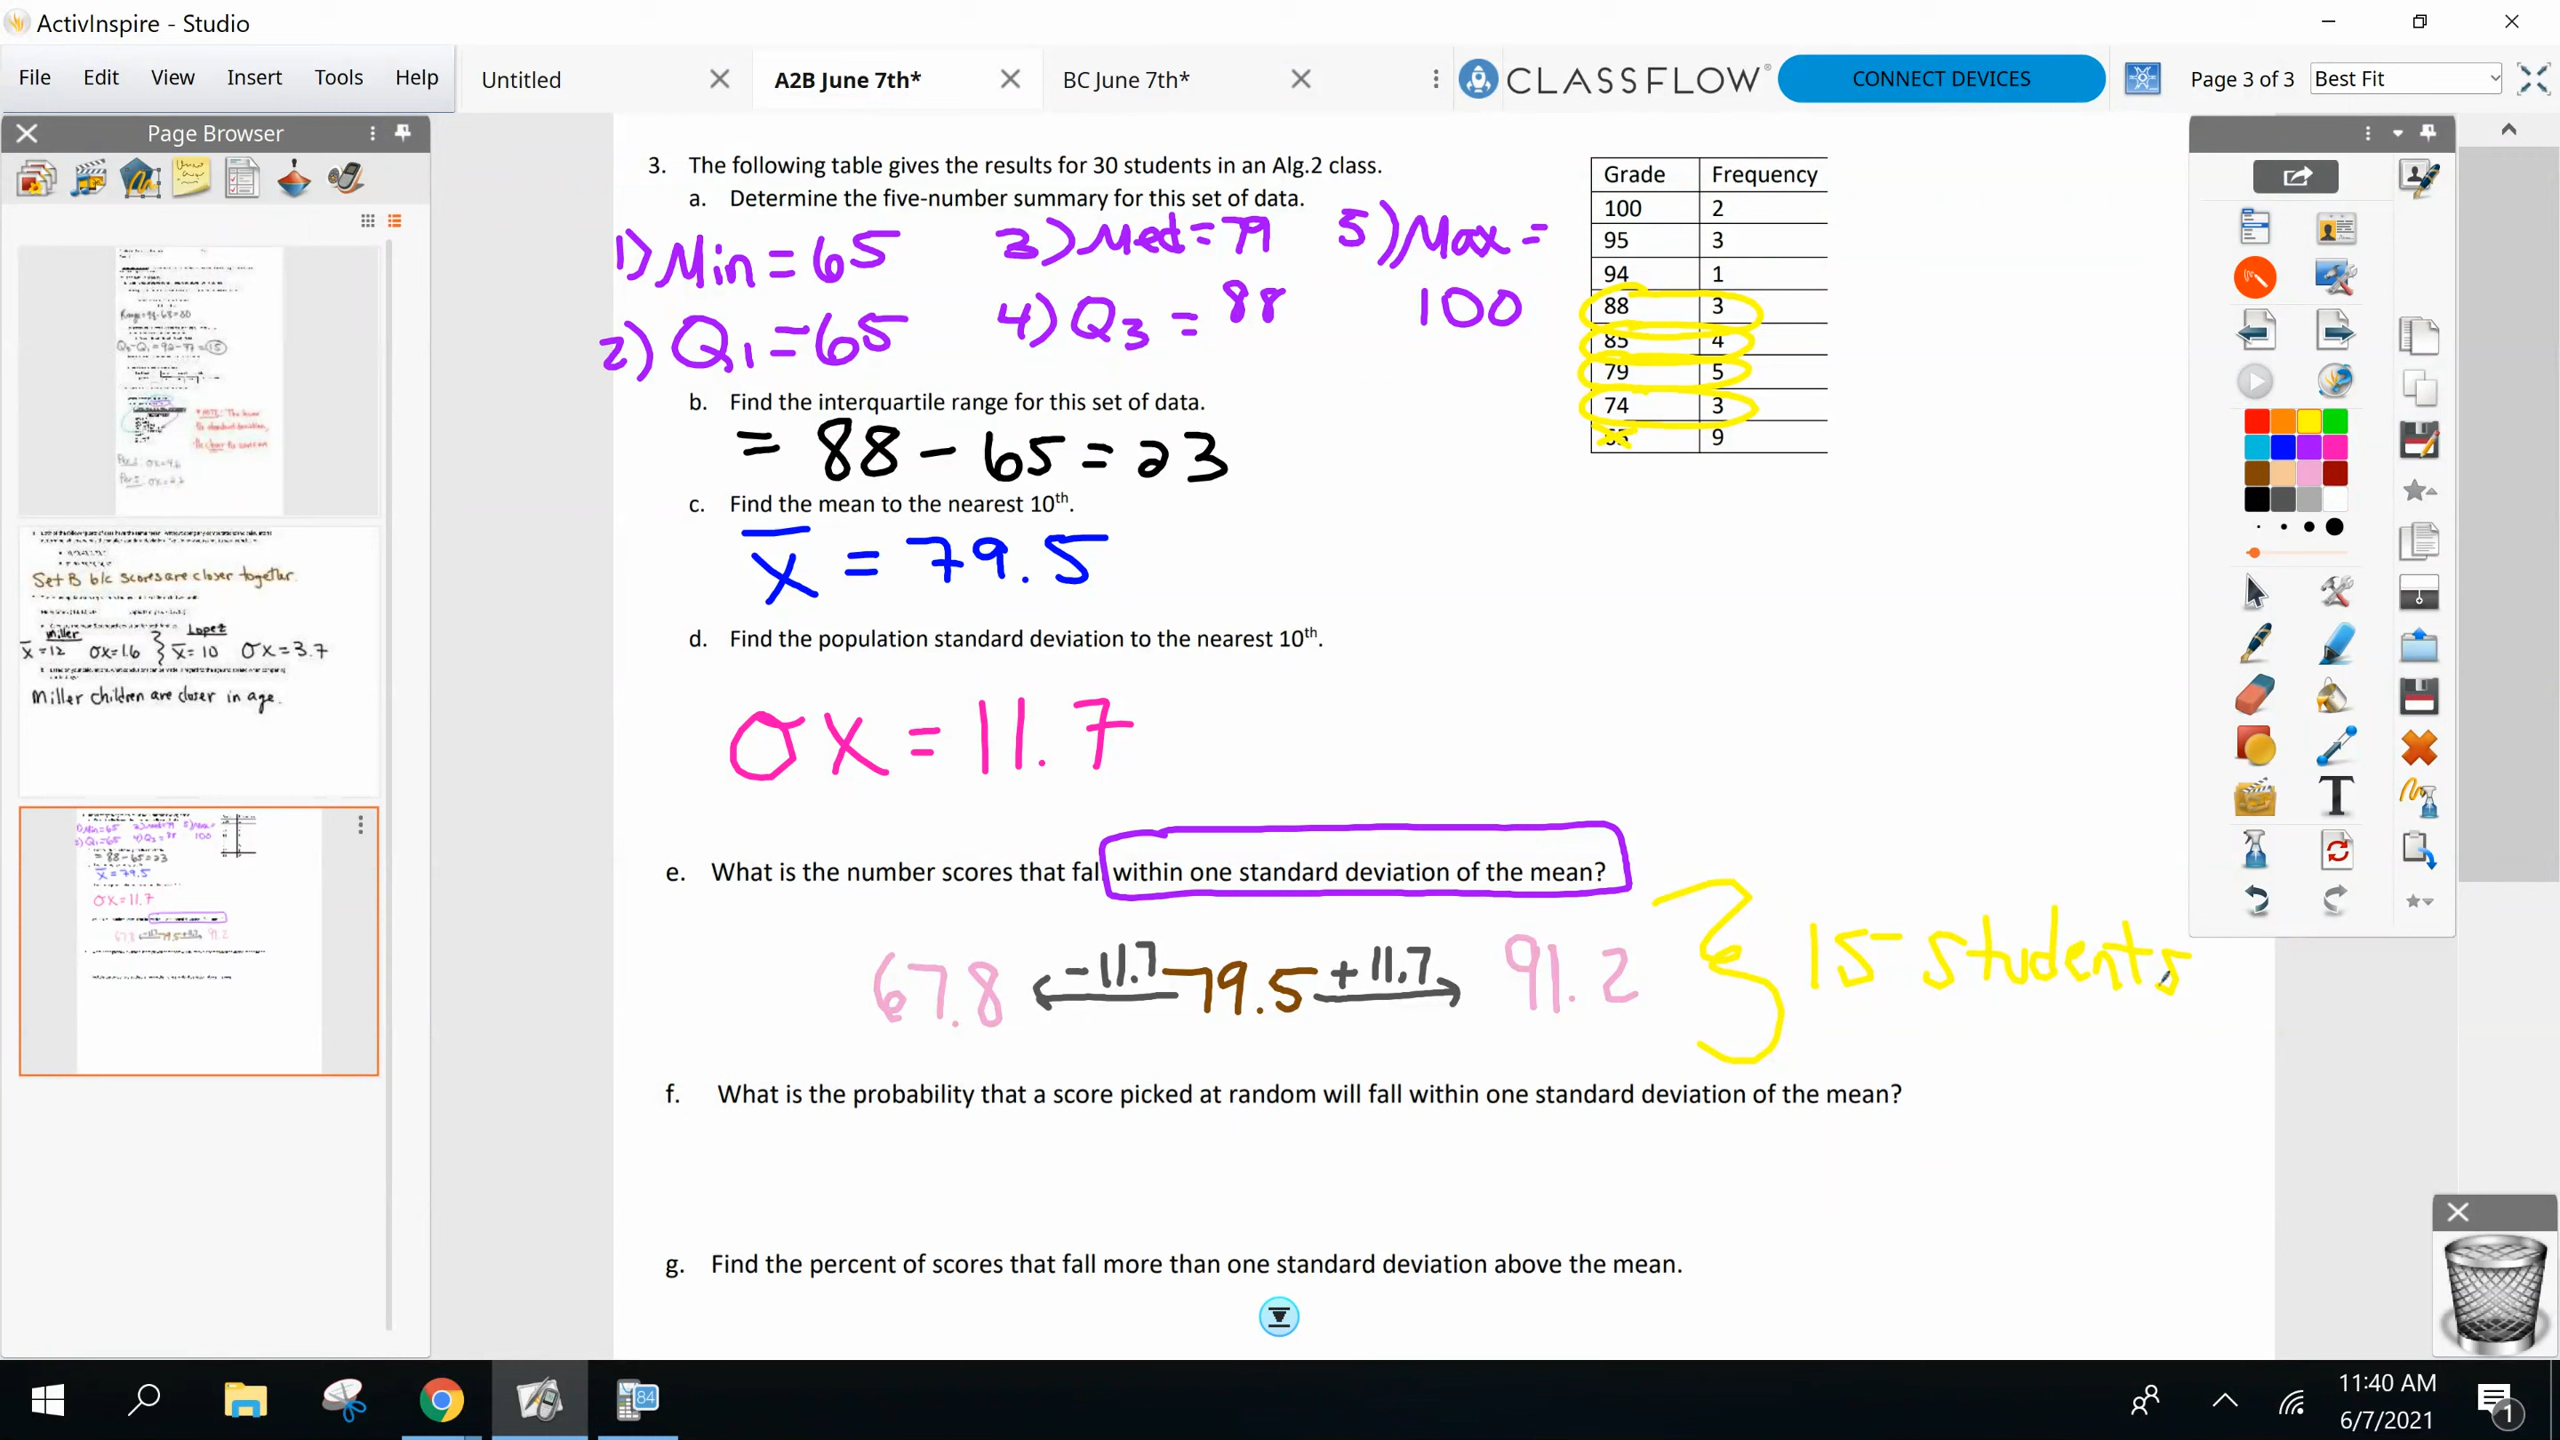 ActivInspire - Studio
File Edit View Insert Tools Help
Untitled
A2B June 7th*
BC June 7th*
CLASSFLOW
CONNECT DEVICES
Page 3 of 3
Best Fit
Page Browser
Set B b/c scores are closer together.
Miller
Lopez
x̄ = 12 σx = 1.6 } x̄ = 10 σx = 3.7
Miller children are closer in age.
3. The following table gives the results for 30 students in an Alg.2 class.
a. Determine the five-number summary for this set of data.
1) Min = 65 3) Med = 79 5) Max = 100
2) Q1 = 65 4) Q3 = 88
b. Find the interquartile range for this set of data.
= 88 - 65 = 23
c. Find the mean to the nearest 10th.
x̄ = 79.5
d. Find the population standard deviation to the nearest 10th.
σx = 11.7
e. What is the number scores that fall within one standard deviation of the mean?
67.8 -11.7 79.5 +11.7 91.2 } 15 students
f. What is the probability that a score picked at random will fall within one standard deviation of the mean?
g. Find the percent of scores that fall more than one standard deviation above the mean.
Grade Frequency
100 2
95 3
94 1
88 3
85 4
79 5
74 3
65 9
84
11:40 AM
6/7/2021
1